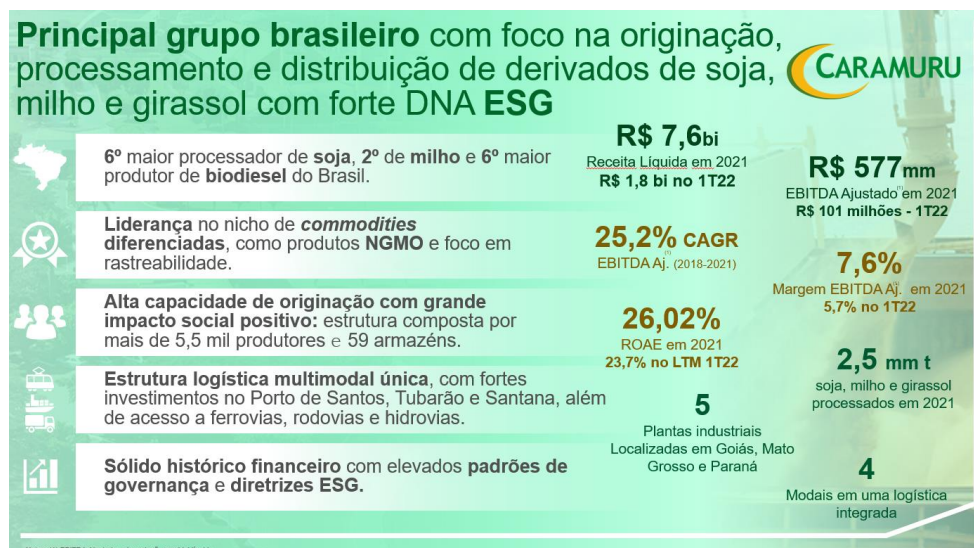 Principal grupo brasileiro com foco na originação,
processamento e distribuição de derivados de soja,
milho e girassol com forte DNA ESG
CARAMURU
6º maior processador de soja, 2º de milho e 6º maior
produtor de biodiesel do Brasil.
Liderança no nicho de commodities
diferenciadas, como produtos NGMO e foco em
rastreabilidade.
Alta capacidade de originação com grande
impacto social positivo: estrutura composta por
mais de 5,5 mil produtores e 59 armazéns.
Estrutura logística multimodal única, com fortes
investimentos no Porto de Santos, Tubarão e Santana, além
de acesso a ferrovias, rodovias e hidrovias.
Sólido histórico financeiro com elevados padrões de
governança e diretrizes ESG.
R$ 7,6bi
Receita Líquida em 2021
R$ 1,8 bi no 1T22
R$ 577mm
EBITDA Ajustado(1) em 2021
R$ 101 milhões - 1T22
25,2% CAGR
EBITDA Aj.(1) (2018-2021)
7,6%
Margem EBITDA Aj. em 2021
5,7% no 1T22
26,02%
ROAE em 2021
23,7% no LTM 1T22
2,5 mm t
soja, milho e girassol
processados em 2021
5
Plantas industriais
Localizadas em Goiás, Mato
Grosso e Paraná
4
Modais em uma logística
integrada